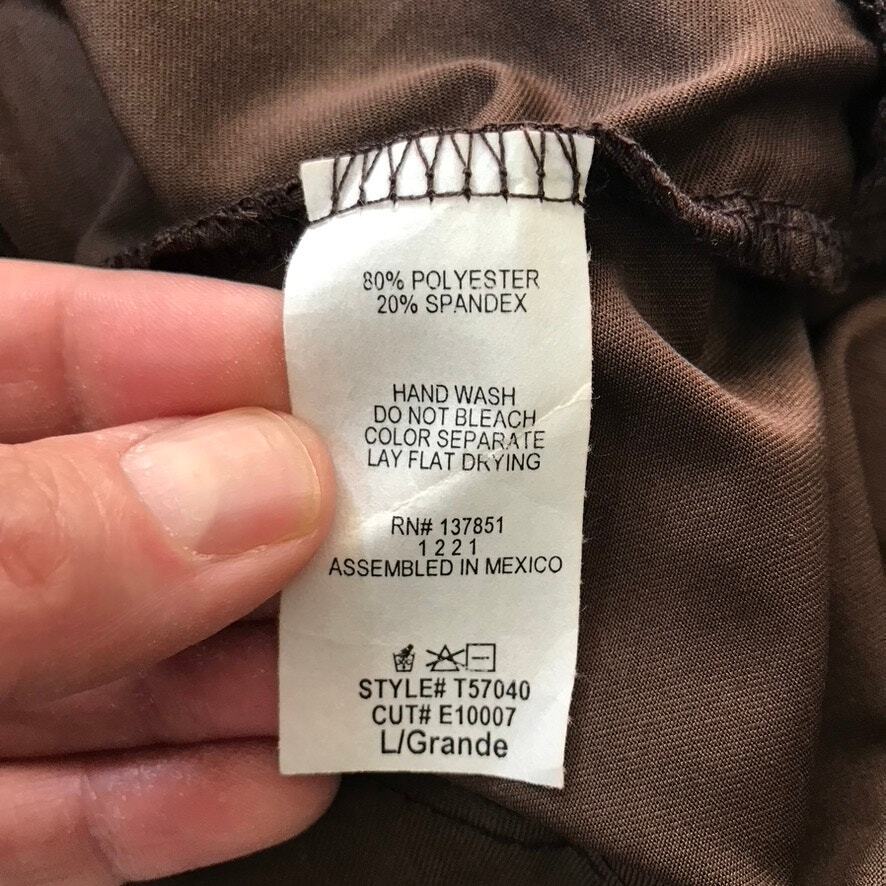 80% POLYESTER
20% SPANDEX
HAND WASH
DO NOT BLEACH
COLOR SEPARATE
LAY FLAT DRYING
RN# 137851
1 2 2 1
ASSEMBLED IN MEXICO
STYLE# T57040
CUT# E10007
L/Grande